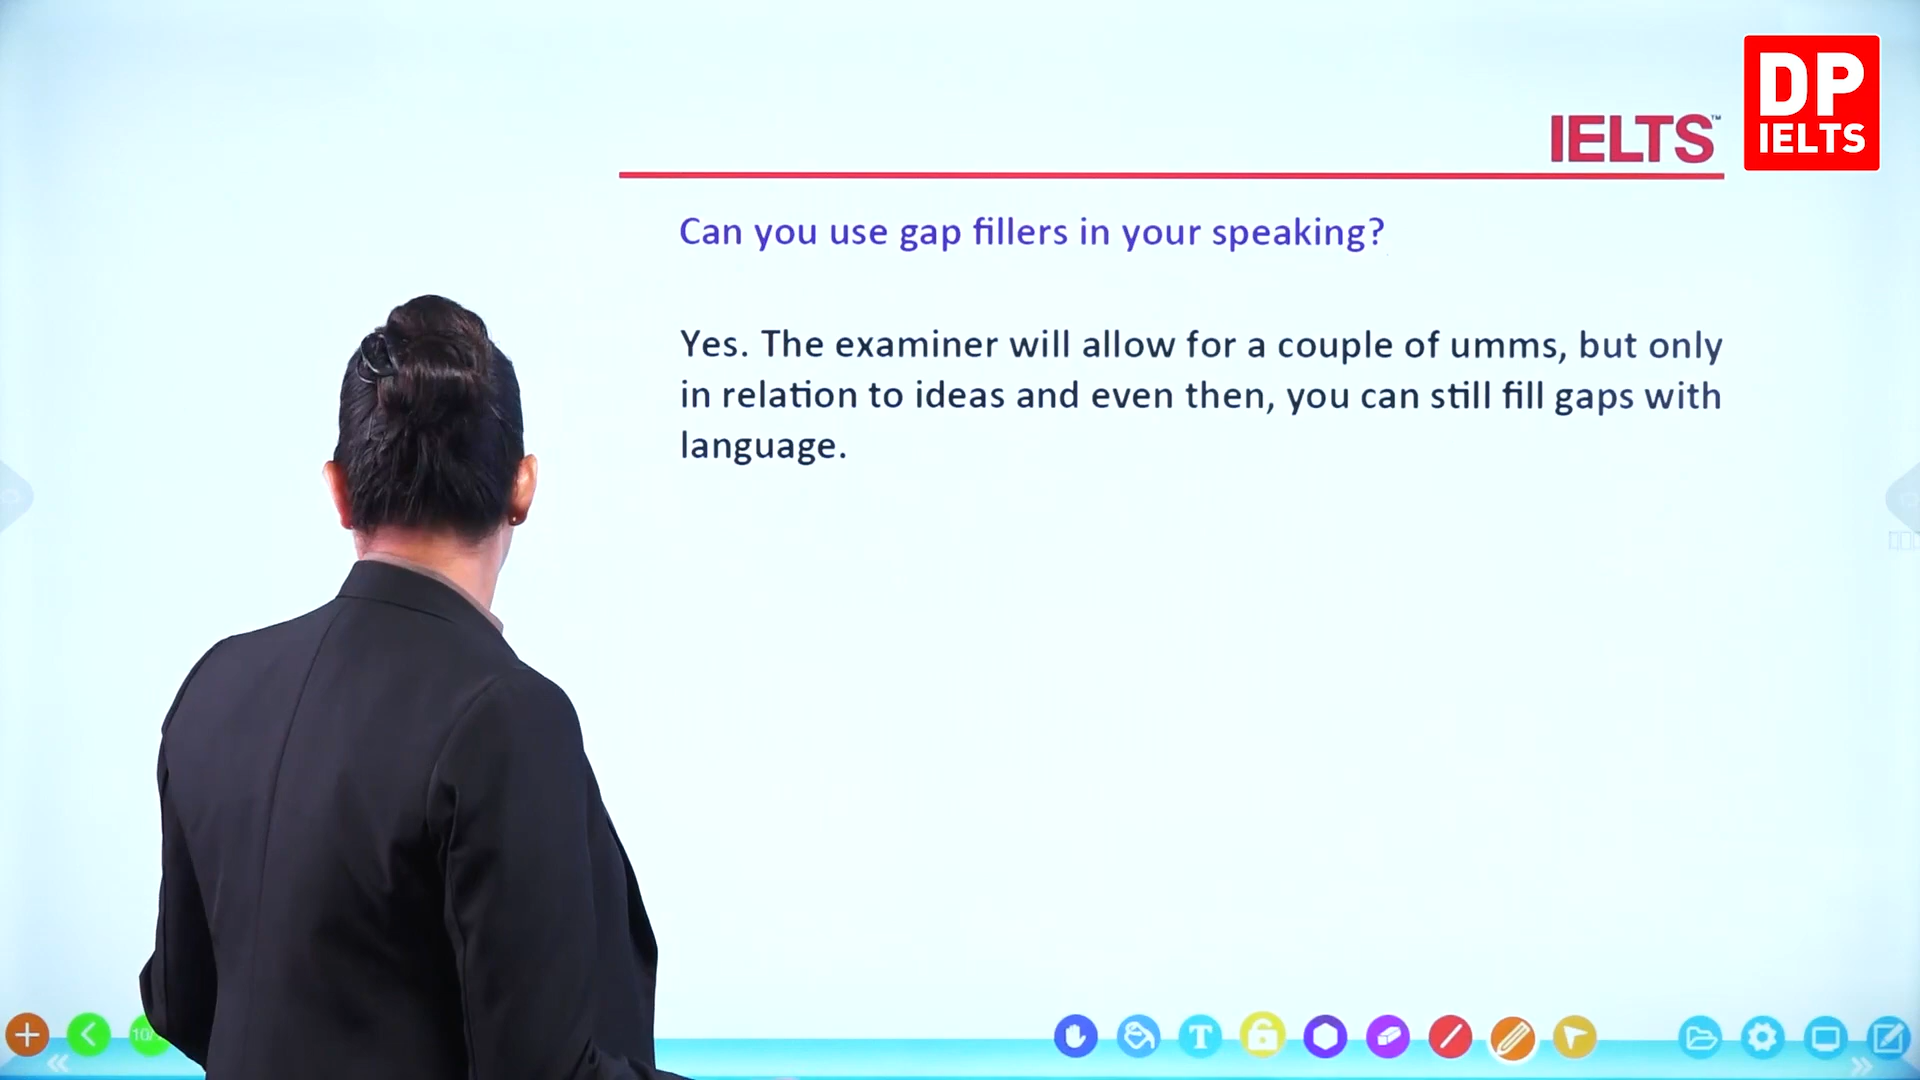 DP
IELTS
IELTS™
Can you use gap fillers in your speaking?
Yes. The examiner will allow for a couple of umms, but only
in relation to ideas and even then, you can still fill gaps with
language.
T